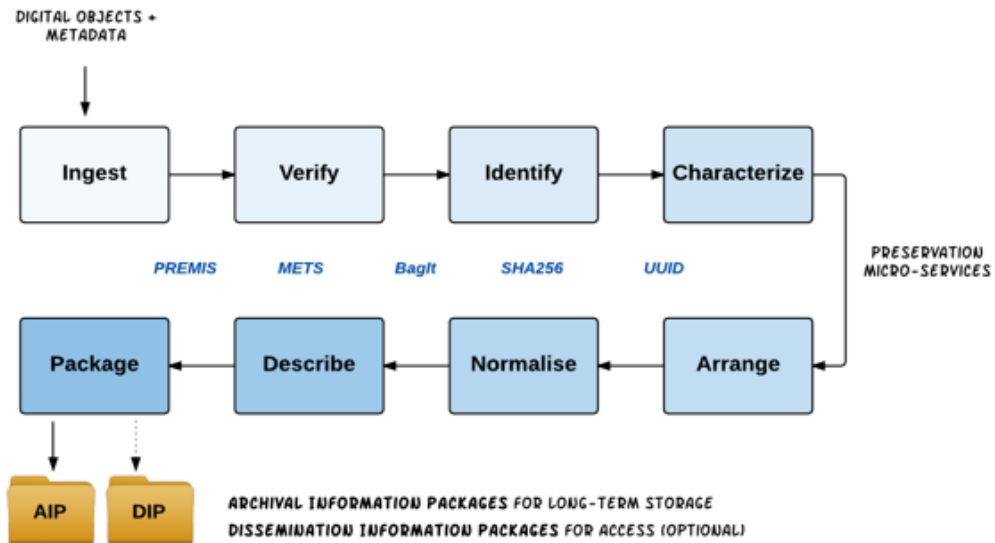 DIGITAL OBJECTS +
METADATA
Ingest
Verify
Identify
Characterize
PRESERVATION
MICRO-SERVICES
PREMIS
METS
BagIt
SHA256
UUID
Package
Describe
Normalise
Arrange
AIP
DIP
ARCHIVAL INFORMATION PACKAGES FOR LONG-TERM STORAGE
DISSEMINATION INFORMATION PACKAGES FOR ACCESS (OPTIONAL)